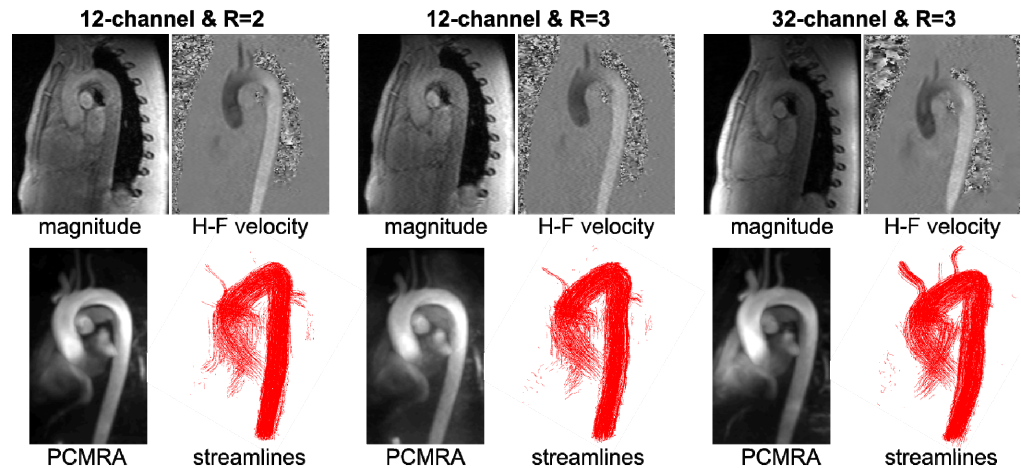 12-channel & R=2
12-channel & R=3
32-channel & R=3
magnitude
H-F velocity
magnitude
H-F velocity
magnitude
H-F velocity
PCMRA
streamlines
PCMRA
streamlines
PCMRA
streamlines